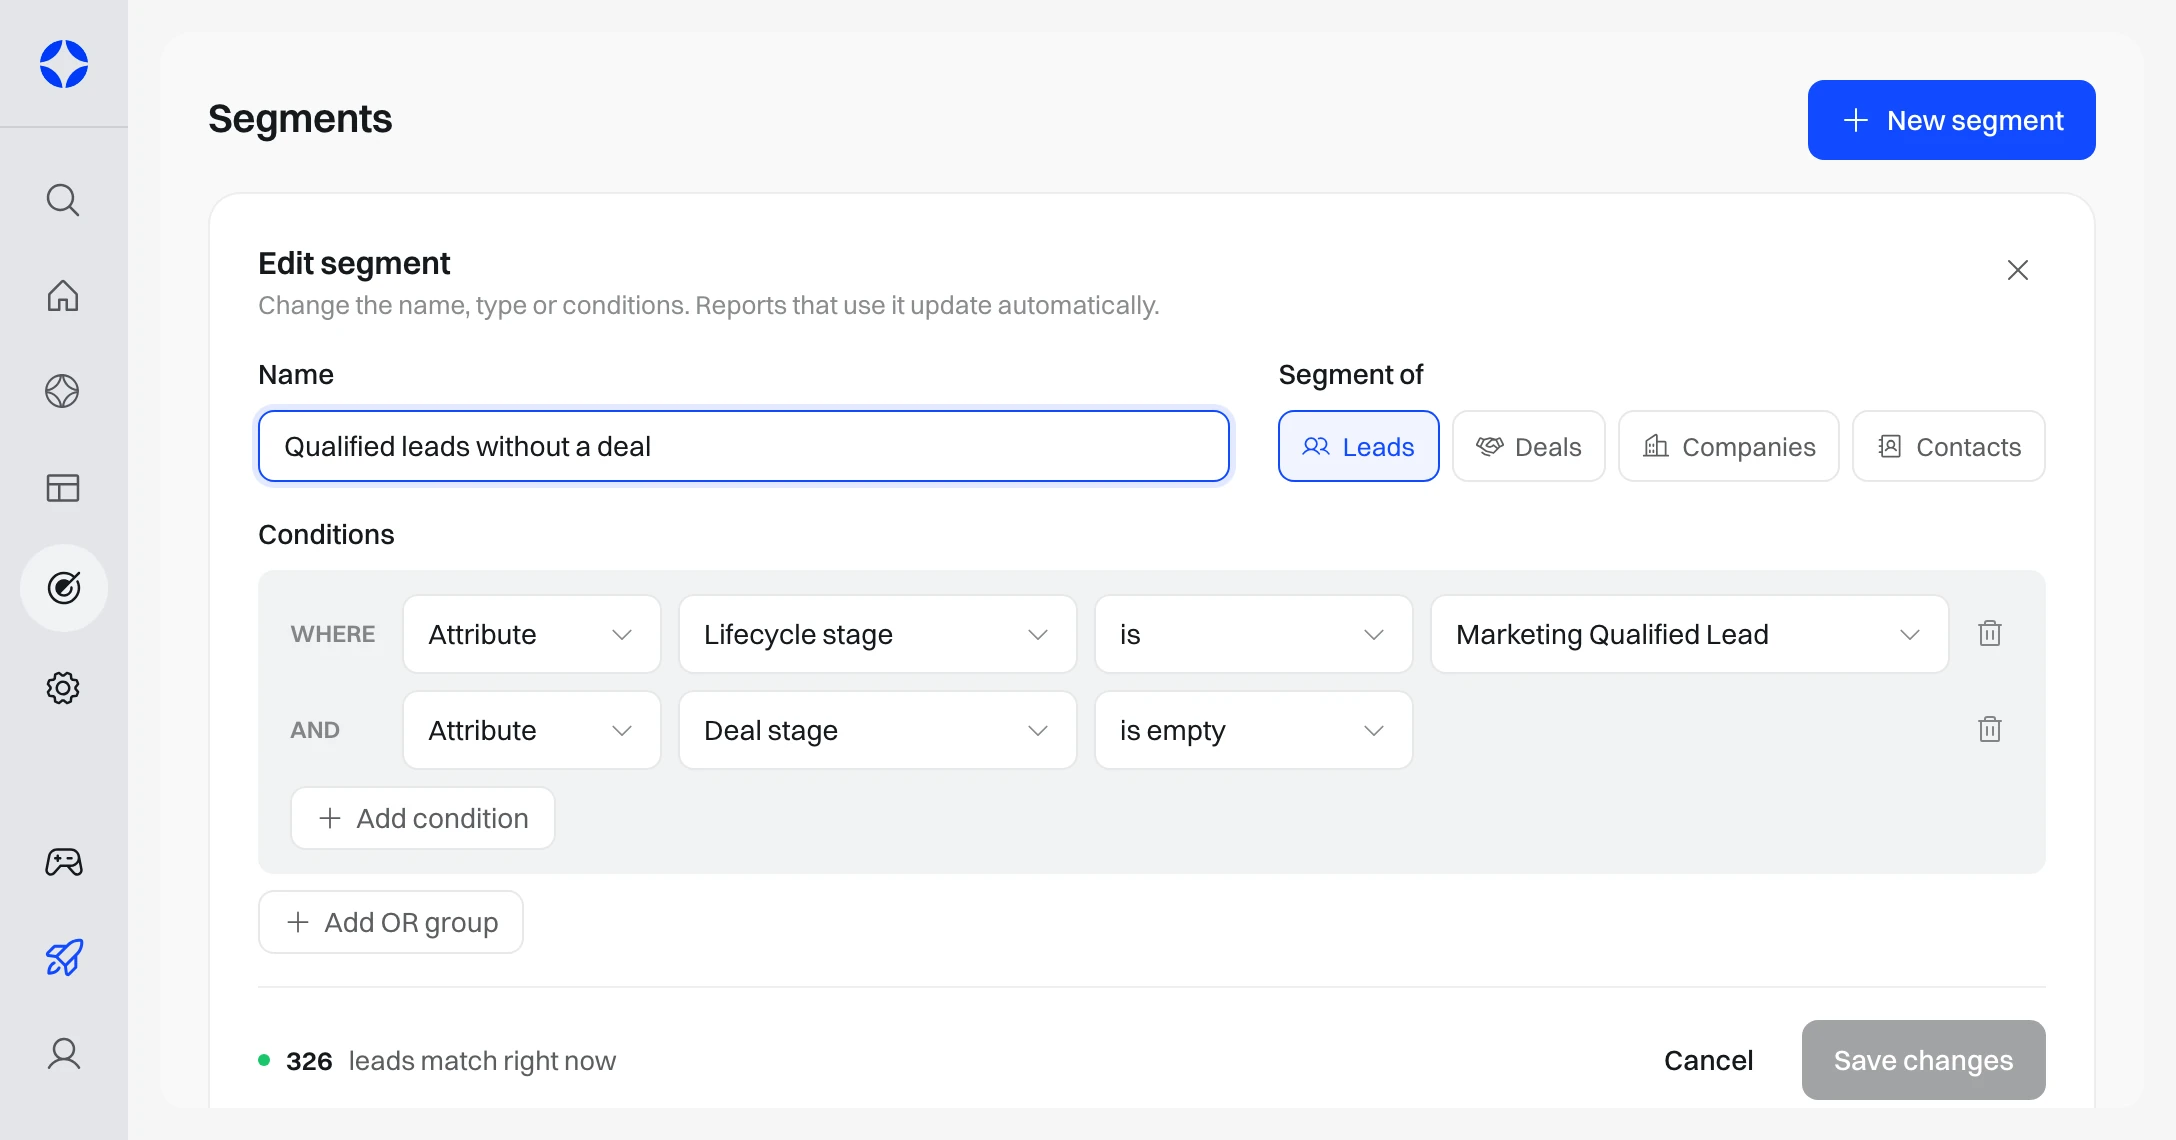 Segments
New segment
Edit segment
Change the name, type or conditions. Reports that use it update automatically.
Name
Segment of
Qualified leads without a deal
Leads
Deals
Companies
Contacts
Conditions
WHERE
Attribute
Lifecycle stage
is
Marketing Qualified Lead
AND
Attribute
Deal stage
is empty
Add condition
Add OR group
326 leads match right now
Cancel
Save changes